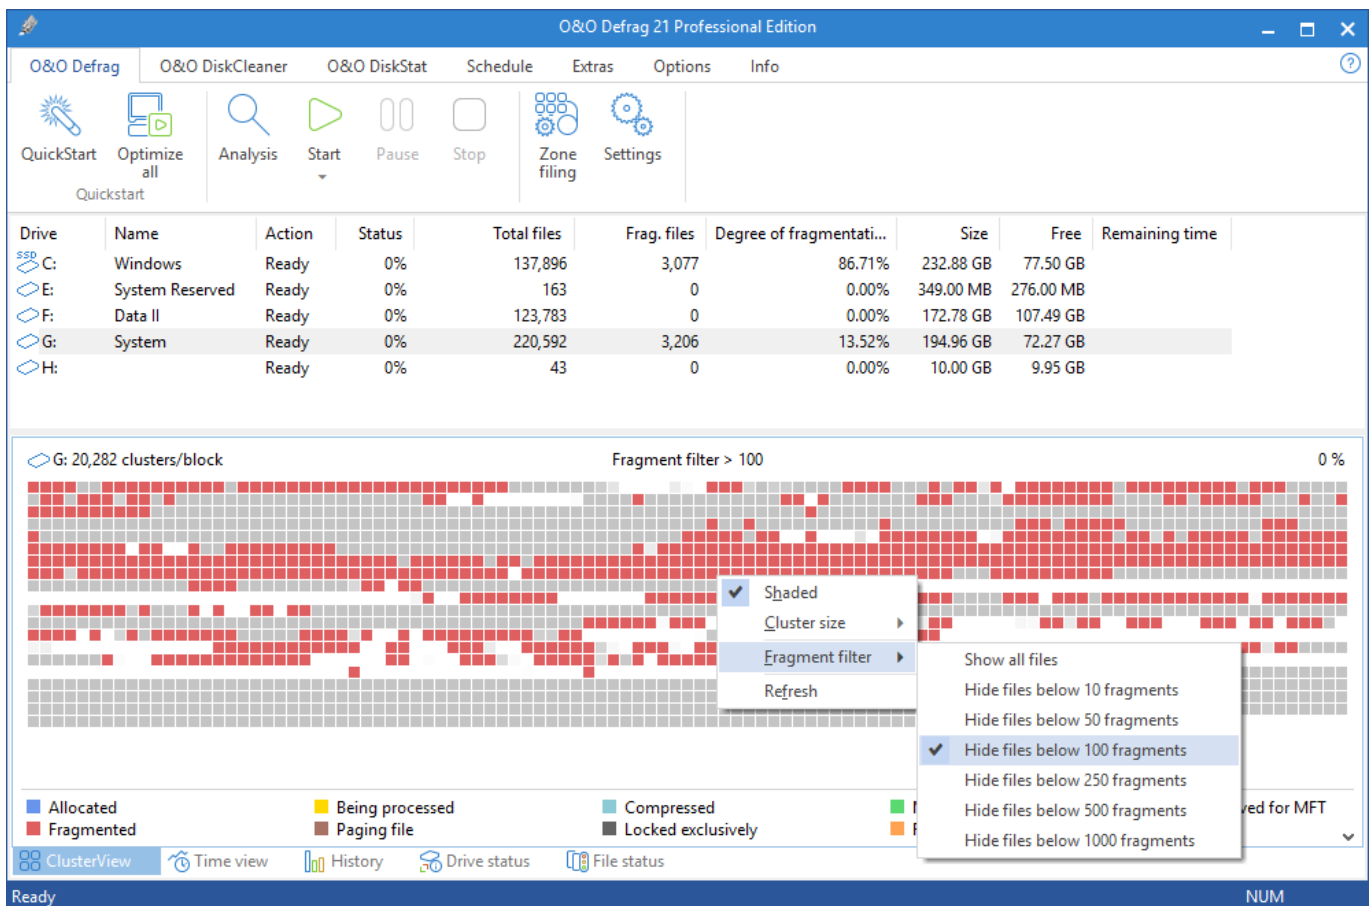 O&O Defrag 21 Professional Edition
O&O Defrag O&O DiskCleaner O&O DiskStat Schedule Extras Options Info
QuickStart Optimize all Analysis Start Pause Stop Zone filing Settings
Quickstart
Drive Name Action Status Total files Frag. files Degree of fragmentati... Size Free Remaining time
SSD C: Windows Ready 0% 137,896 3,077 86.71% 232.88 GB 77.50 GB
E: System Reserved Ready 0% 163 0 0.00% 349.00 MB 276.00 MB
F: Data II Ready 0% 123,783 0 0.00% 172.78 GB 107.49 GB
G: System Ready 0% 220,592 3,206 13.52% 194.96 GB 72.27 GB
H: Ready 0% 43 0 0.00% 10.00 GB 9.95 GB
G: 20,282 clusters/block Fragment filter > 100 0 %
Shaded
Cluster size
Fragment filter
Refresh
Show all files
Hide files below 10 fragments
Hide files below 50 fragments
Hide files below 100 fragments
Hide files below 250 fragments
Hide files below 500 fragments
Hide files below 1000 fragments
Allocated Being processed Compressed for MFT
Fragmented Paging file Locked exclusively
ClusterView Time view History Drive status File status
Ready NUM